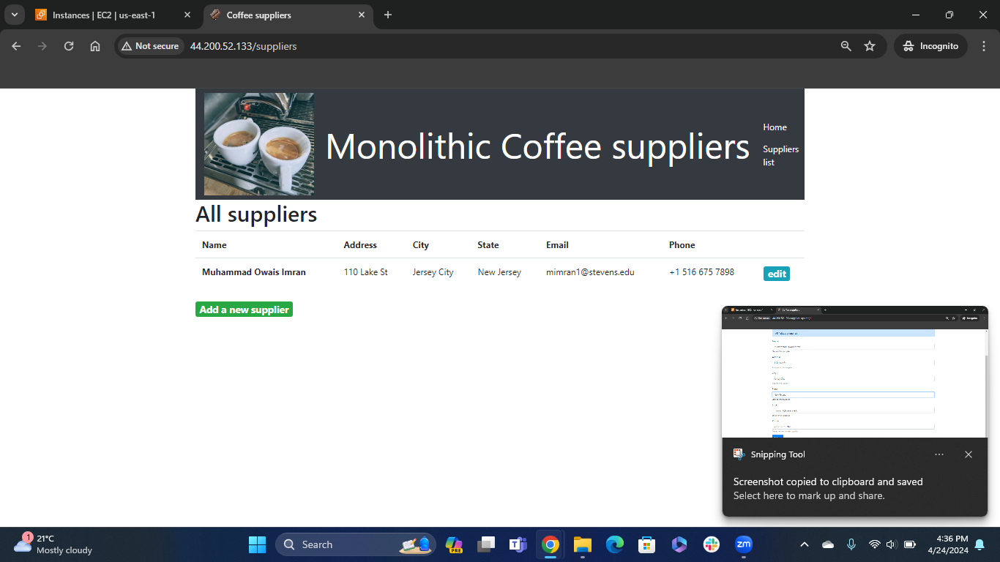 Instances | EC2 | us-east-1
Coffee suppliers
Not secure
44.200.52.133/suppliers
Incognito
Monolithic Coffee suppliers
Home
Suppliers
list
All suppliers
Name Address City State Email Phone
Muhammad Owais Imran 110 Lake St Jersey City New Jersey mimran1@stevens.edu +1 516 675 7898 edit
Add a new supplier
Snipping Tool
Screenshot copied to clipboard and saved
Select here to mark up and share.
1
21°C
Mostly cloudy
Search
PRE
zm
4:36 PM
4/24/2024